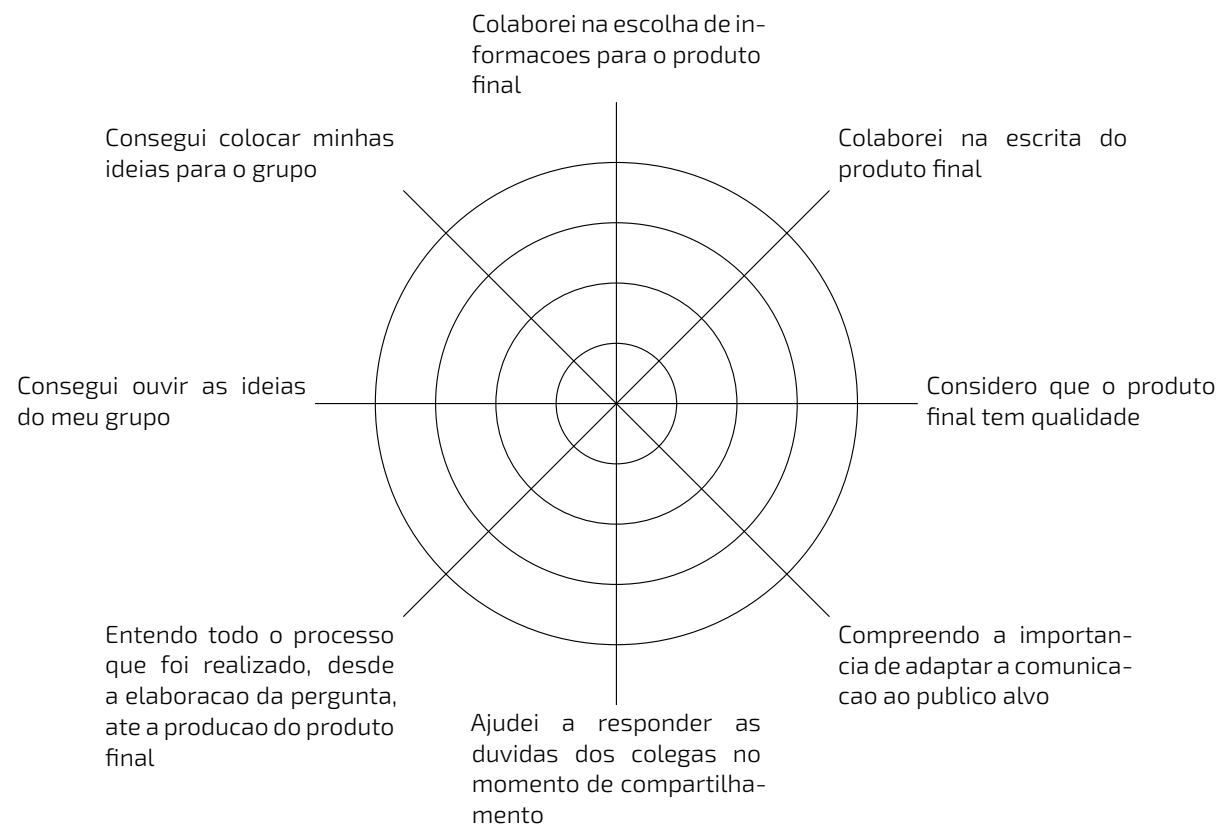 Colaborei na escolha de in-
formacoes para o produto
final
Consegui colocar minhas
ideias para o grupo
Colaborei na escrita do
produto final
Consegui ouvir as ideias
do meu grupo
Considero que o produto
final tem qualidade
Entendo todo o processo
que foi realizado, desde
a elaboracao da pergunta,
ate a producao do produto
final
Compreendo a importan-
cia de adaptar a comunica-
cao ao publico alvo
Ajudei a responder as
duvidas dos colegas no
momento de compartilha-
mento